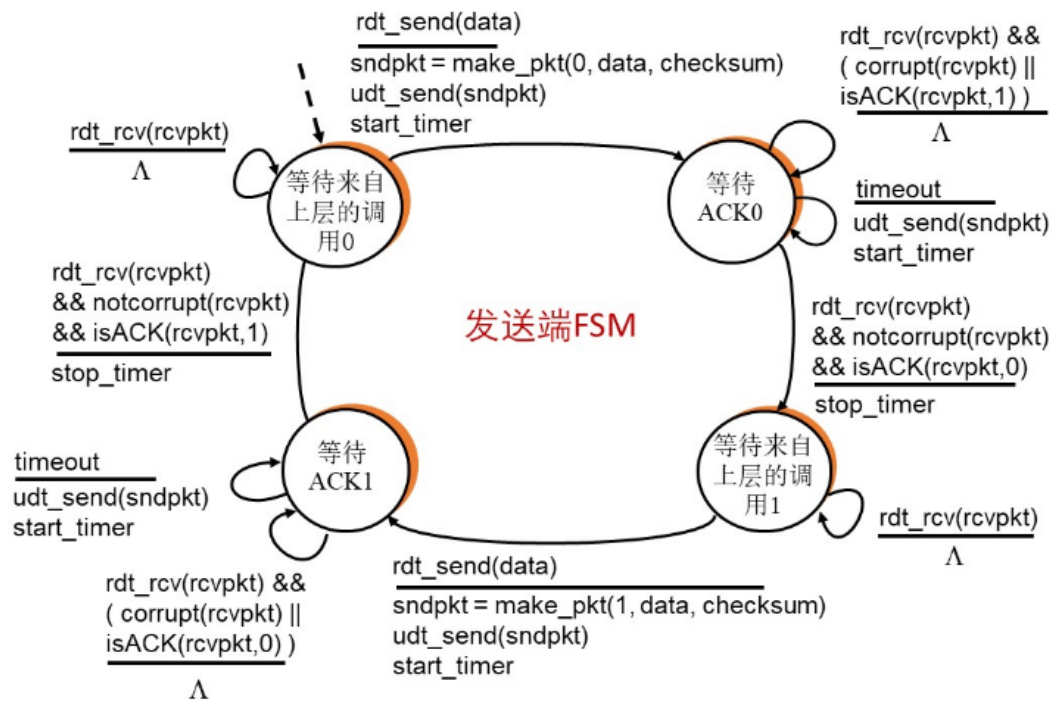 rdt_send(data)
sndpkt = make_pkt(0, data, checksum)
udt_send(sndpkt)
start_timer
rdt_rcv(rcvpkt) &&
( corrupt(rcvpkt) ||
isACK(rcvpkt,1) )
Λ
rdt_rcv(rcvpkt)
Λ
等待来自
上层的调
用0
等待
ACK0
timeout
udt_send(sndpkt)
start_timer
rdt_rcv(rcvpkt)
&& notcorrupt(rcvpkt)
&& isACK(rcvpkt,1)
stop_timer
发送端FSM
rdt_rcv(rcvpkt)
&& notcorrupt(rcvpkt)
&& isACK(rcvpkt,0)
stop_timer
timeout
udt_send(sndpkt)
start_timer
等待
ACK1
等待来自
上层的调
用1
rdt_rcv(rcvpkt)
Λ
rdt_rcv(rcvpkt) &&
( corrupt(rcvpkt) ||
isACK(rcvpkt,0) )
Λ
rdt_send(data)
sndpkt = make_pkt(1, data, checksum)
udt_send(sndpkt)
start_timer